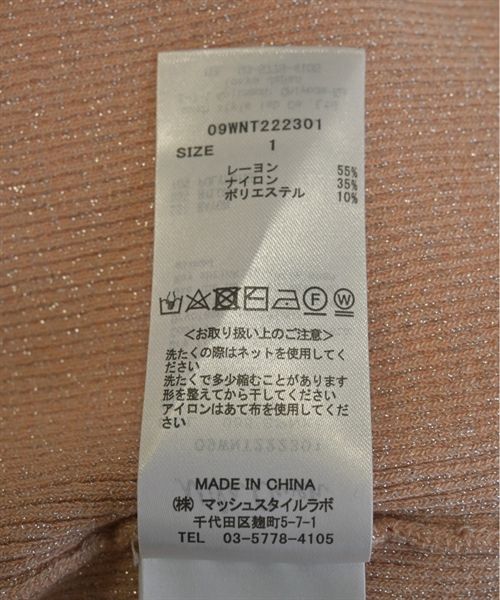 09WNT222301
SIZE 1
レーヨン 55%
ナイロン 35%
ポリエステル 10%
<お取り扱い上のご注意>
洗たくの際はネットを使用してくだ
さい
洗たくで多少縮むことがあります
形を整えてから干してください
アイロンはあて布を使用してくだ
さい
MADE IN CHINA
(株) マッシュスタイルラボ
千代田区麹町5-7-1
TEL 03-5778-4105